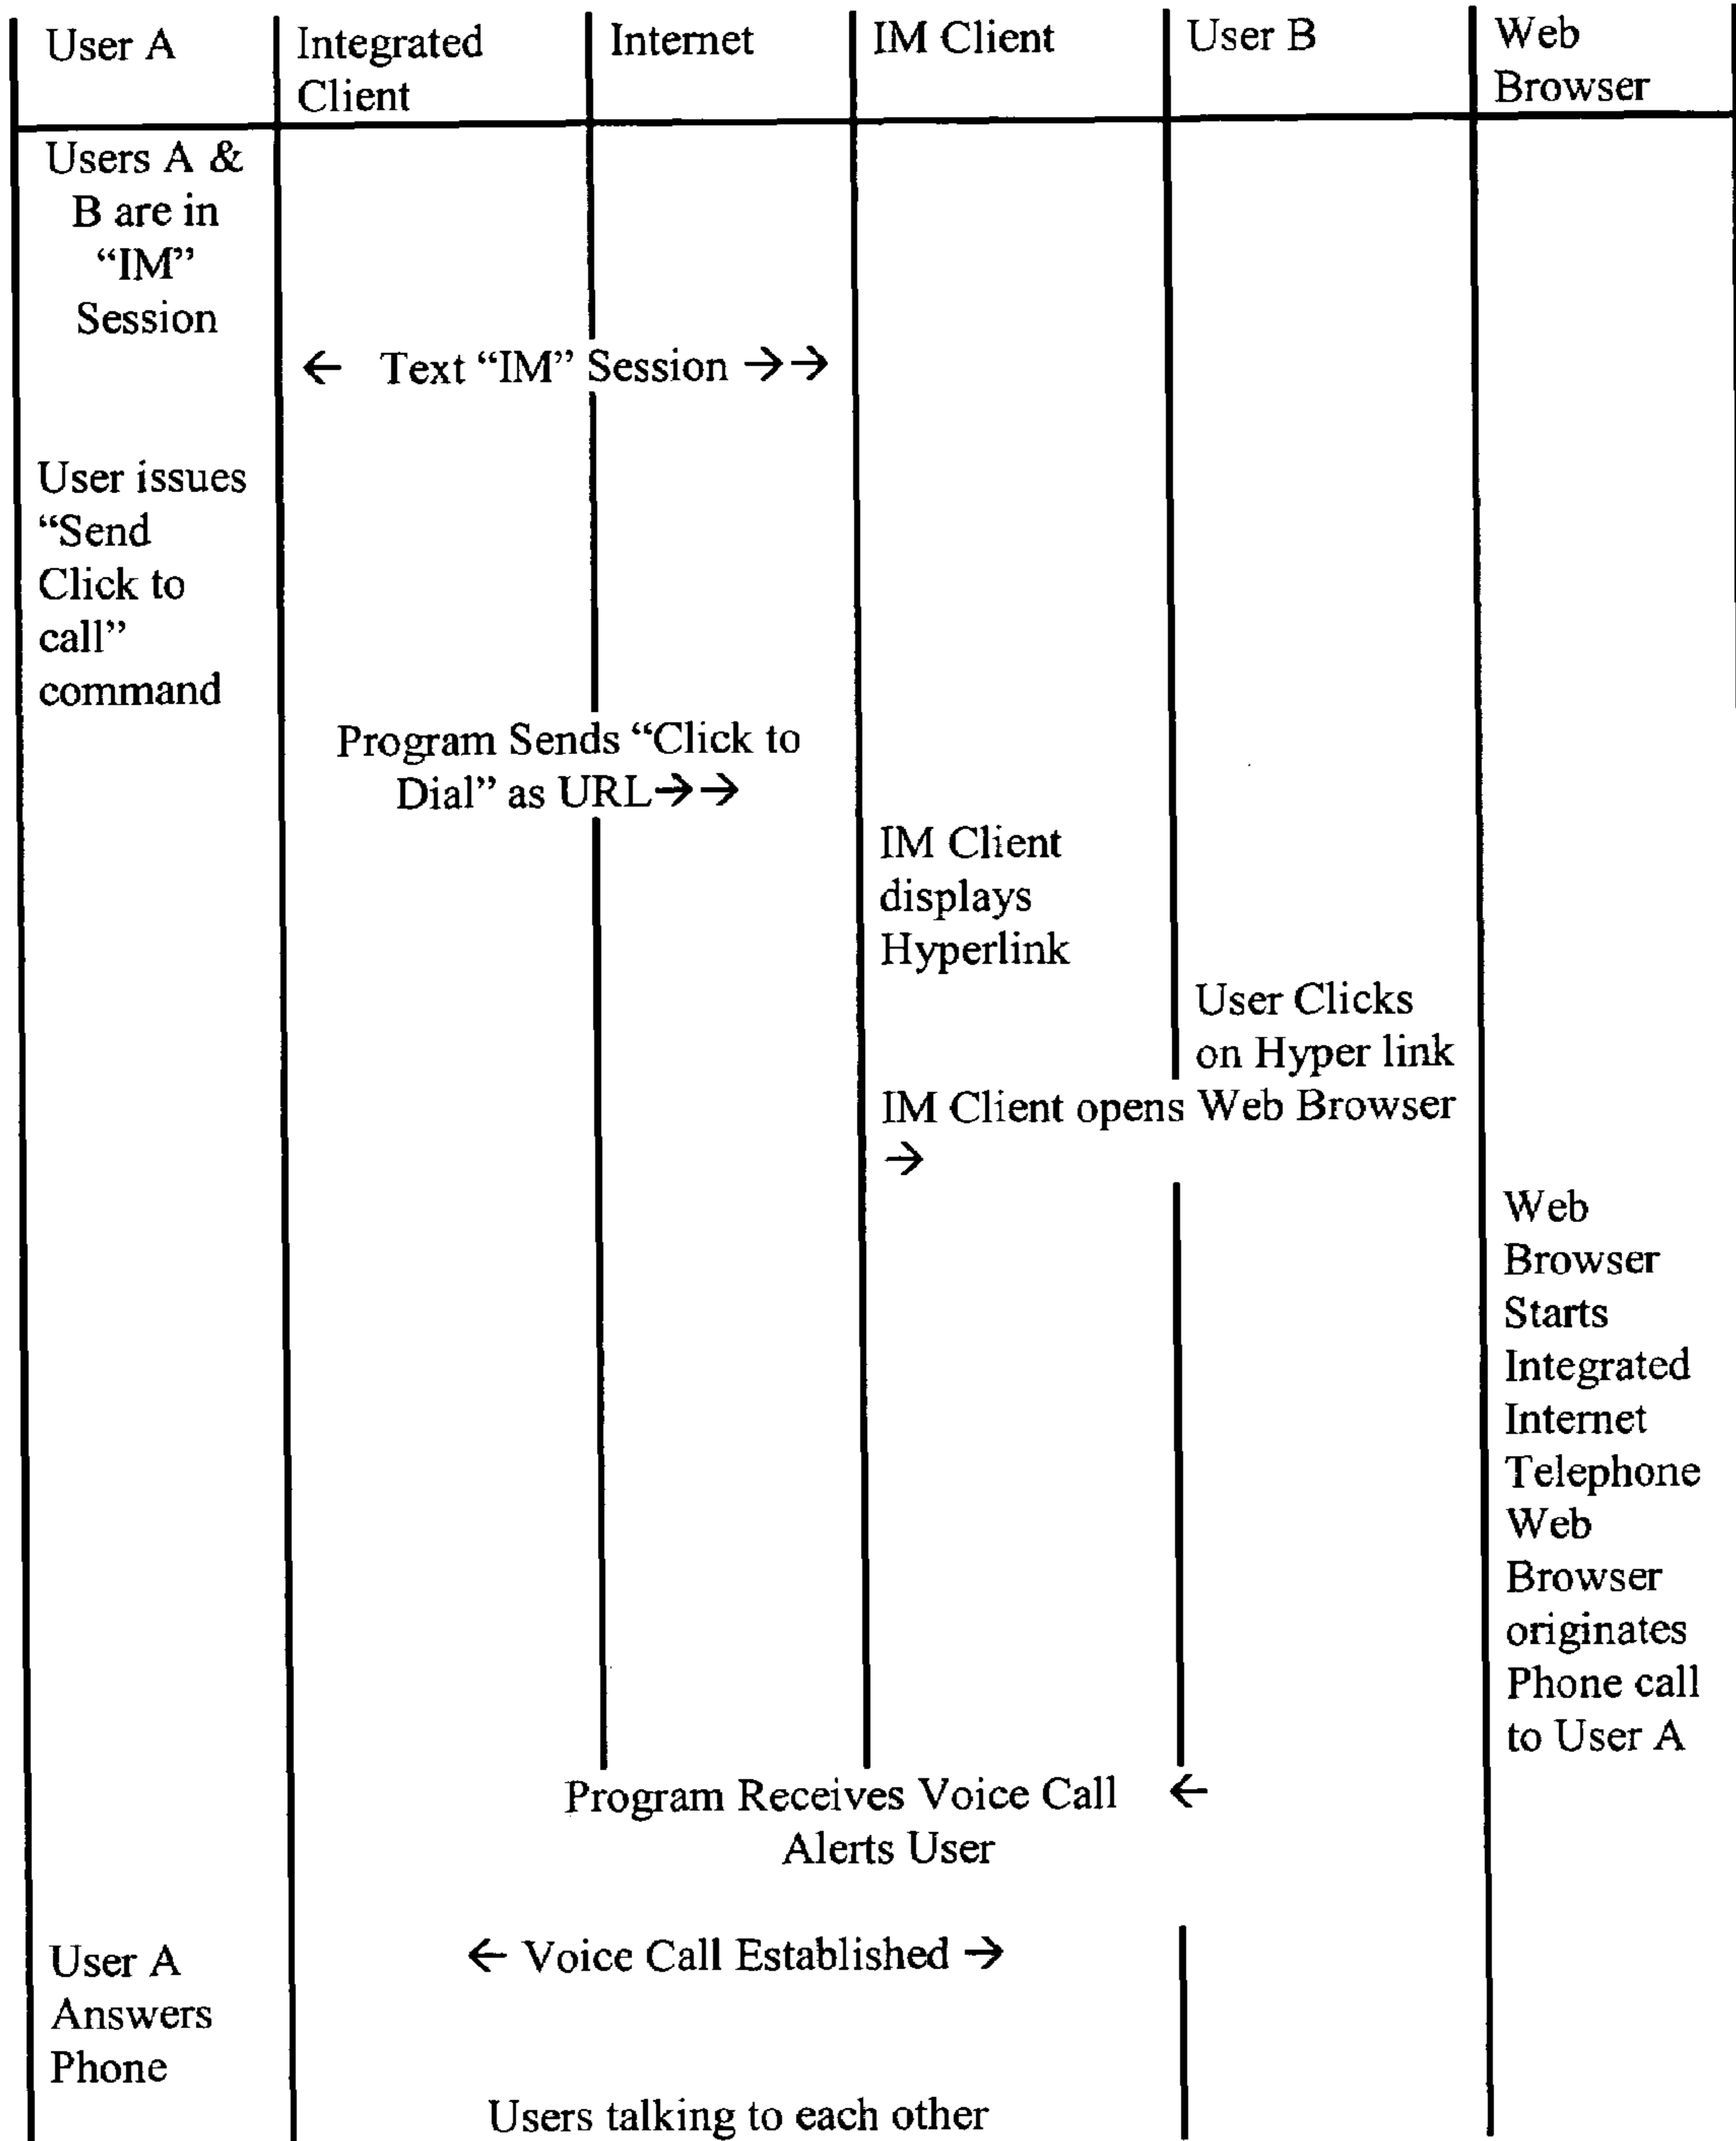 User A
Integrated
Client
Internet
IM Client
User B
Web
Browser
Users A &
B are in
“IM”
Session
← Text “IM” Session →→
User issues
“Send
Click to
call”
command
Program Sends “Click to
Dial” as URL→→
IM Client
displays
Hyperlink
User Clicks
on Hyper link
IM Client opens Web Browser
→
Web
Browser
Starts
Integrated
Internet
Telephone
Web
Browser
originates
Phone call
to User A
Program Receives Voice Call ←
Alerts User
← Voice Call Established →
User A
Answers
Phone
Users talking to each other